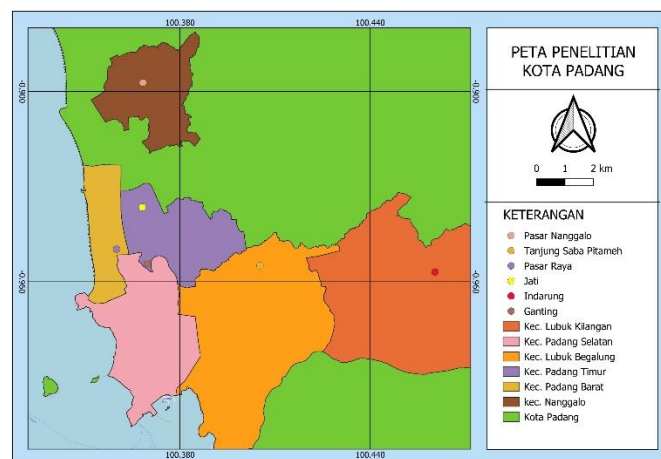 100.380
100.440
-0.900
-0.900
-0.960
-0.960
100.380
100.440
PETA PENELITIAN
KOTA PADANG
0 1 2 km
KETERANGAN
Pasar Nanggalo
Tanjung Saba Pitameh
Pasar Raya
Jati
Indarung
Ganting
Kec. Lubuk Kilangan
Kec. Padang Selatan
Kec. Lubuk Begalung
Kec. Padang Timur
Kec. Padang Barat
kec. Nanggalo
Kota Padang